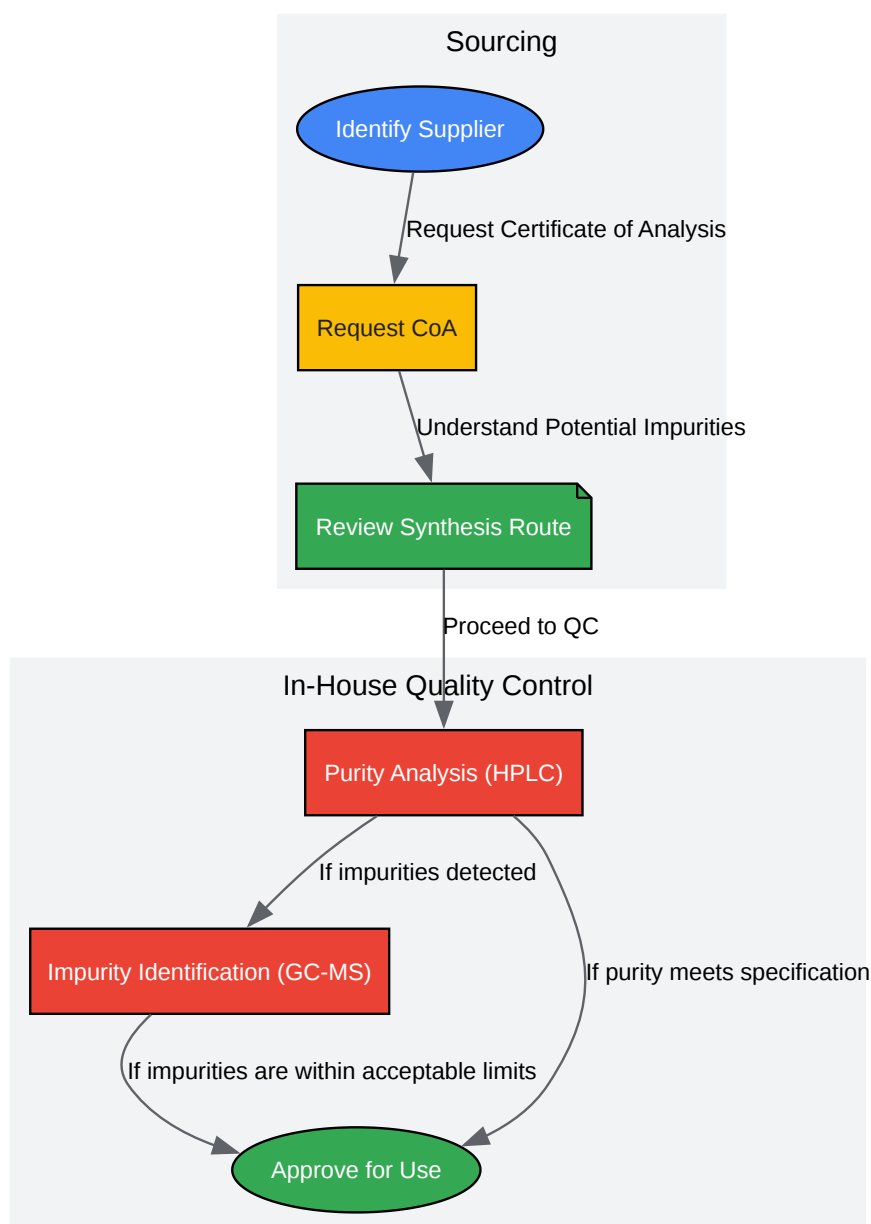 Sourcing
Identify Supplier
Request Certificate of Analysis
Request CoA
Understand Potential Impurities
Review Synthesis Route
Proceed to QC
In-House Quality Control
Purity Analysis (HPLC)
If impurities detected
Impurity Identification (GC-MS)
If purity meets specification
If impurities are within acceptable limits
Approve for Use